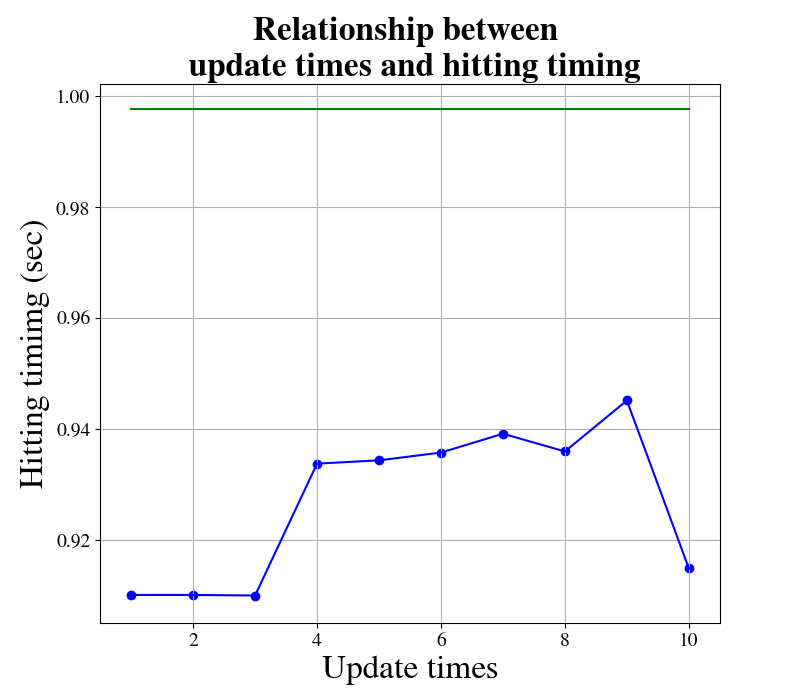 Relationship between
update times and hitting timing
1.00
0.98
0.96
0.94
0.92
Hitting timimg (sec)
2 4 6 8 10
Update times